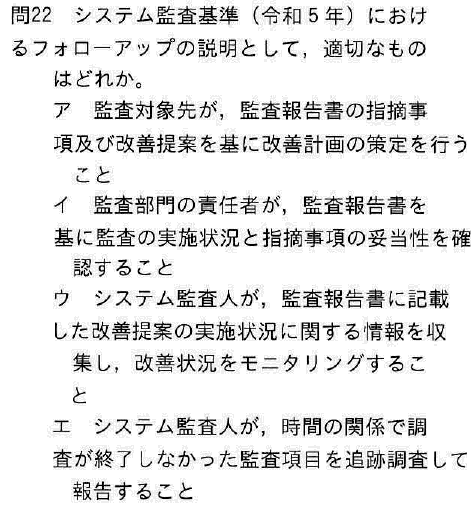 問22　システム監査基準（令和５年）におけ
るフォローアップの説明として，適切なもの
はどれか。
ア　監査対象先が，監査報告書の指摘事
項及び改善提案を基に改善計画の策定を行う
こと
イ　監査部門の責任者が，監査報告書を
基に監査の実施状況と指摘事項の妥当性を確
認すること
ウ　システム監査人が，監査報告書に記載
した改善提案の実施状況に関する情報を収
集し，改善状況をモニタリングするこ
と
エ　システム監査人が，時間の関係で調
査が終了しなかった監査項目を追跡調査して
報告すること